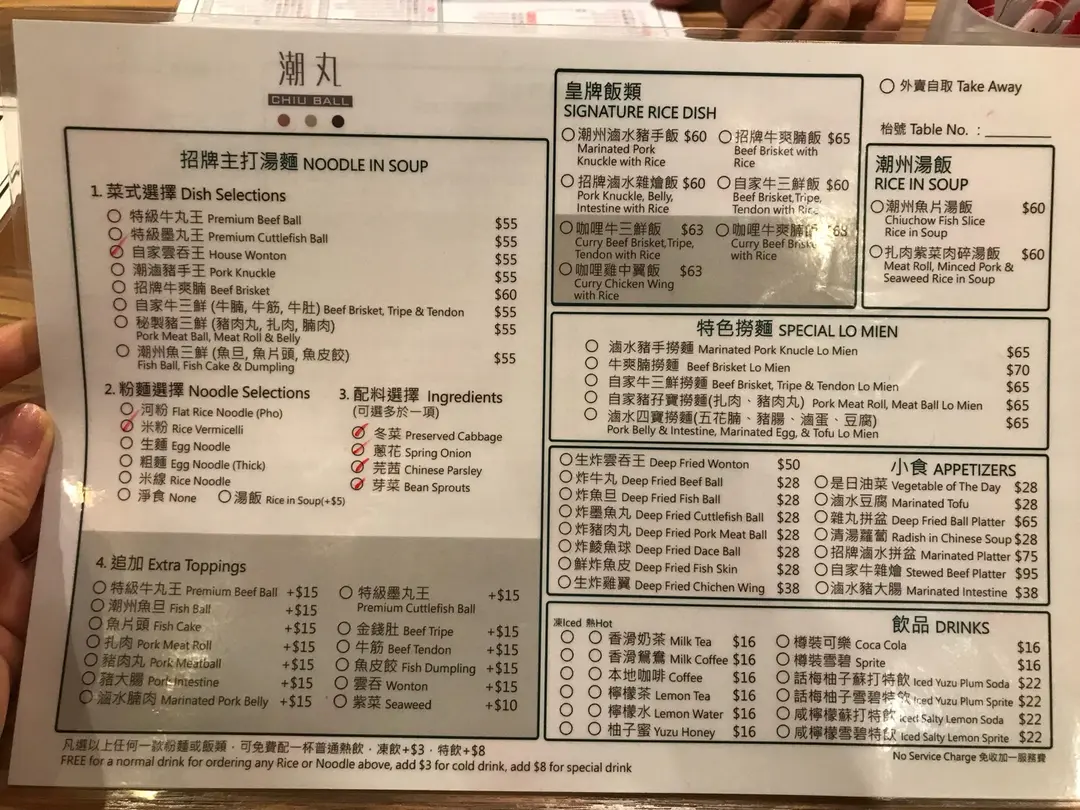 潮丸
CHIU BALL
招牌主打湯麵 NOODLE IN SOUP
1. 菜式選擇 Dish Selections
特級牛丸王 Premium Beef Ball $55
特級墨丸王 Premium Cuttlefish Ball $55
自家雲吞王 House Wonton $55
潮滷豬手王 Pork Knuckle $55
招牌牛爽腩 Beef Brisket $60
自家牛三鮮 (牛腩, 牛筋, 牛肚) Beef Brisket, Tripe & Tendon $55
秘製豬三鮮 (豬肉丸, 扎肉, 腩肉) $55
Pork Meat Ball, Meat Roll & Belly
潮州魚三鮮 (魚旦, 魚片頭, 魚皮餃) $55
Fish Ball, Fish Cake & Dumpling
2. 粉麵選擇 Noodle Selections
河粉 Flat Rice Noodle (Pho)
米粉 Rice Vermicelli
生麵 Egg Noodle
粗麵 Egg Noodle (Thick)
米線 Rice Noodle
淨食 None 湯飯 Rice in Soup(+$5)
3. 配料選擇 Ingredients
(可選多於一項)
冬菜 Preserved Cabbage
蔥花 Spring Onion
芫茜 Chinese Parsley
芽菜 Bean Sprouts
4. 追加 Extra Toppings
特級牛丸王 Premium Beef Ball +$15
潮州魚旦 Fish Ball +$15
魚片頭 Fish Cake +$15
扎肉 Pork Meat Roll +$15
豬肉丸 Pork Meatball +$15
豬大腸 Pork Intestine +$15
滷水腩肉 Marinated Pork Belly +$15
特級墨丸王 +$15
Premium Cuttlefish Ball
金錢肚 Beef Tripe +$15
牛筋 Beef Tendon +$15
魚皮餃 Fish Dumpling +$15
雲吞 Wonton +$15
紫菜 Seaweed +$10
凡選以上任何一款粉麵或飯類，可免費配一杯普通熱飲，凍飲+$3，特飲+$8
FREE for a normal drink for ordering any Rice or Noodle above, add $3 for cold drink, add $8 for special drink
皇牌飯類
SIGNATURE RICE DISH
潮州滷水豬手飯 $60
Marinated Pork
Knuckle with Rice
招牌牛爽腩飯 $65
Beef Brisket with
Rice
招牌滷水雜燴飯 $60
Pork Knuckle, Belly,
Intestine with Rice
自家牛三鮮飯 $60
Beef Brisket, Tripe,
Tendon with Rice
咖喱牛三鮮飯 $63
Curry Beef Brisket, Tripe,
Tendon with Rice
咖喱牛爽腩飯
Curry Beef Brisket
with Rice
咖喱雞中翼飯 $63
Curry Chicken Wing
with Rice
外賣自取 Take Away
枱號 Table No. : ______
潮州湯飯
RICE IN SOUP
潮州魚片湯飯 $60
Chiuchow Fish Slice
Rice in Soup
扎肉紫菜肉碎湯飯 $60
Meat Roll, Minced Pork &
Seaweed Rice in Soup
特色撈麵 SPECIAL LO MIEN
滷水豬手撈麵 Marinated Pork Knucle Lo Mien $65
牛爽腩撈麵 Beef Brisket Lo Mien $70
自家牛三鮮撈麵 Beef Brisket, Tripe & Tendon Lo Mien $65
自家豬孖寶撈麵(扎肉、豬肉丸) Pork Meat Roll, Meat Ball Lo Mien $65
滷水四寶撈麵(五花腩、豬腸、滷蛋、豆腐) $65
Pork Belly & Intestine, Marinated Egg, & Tofu Lo Mien
小食 APPETIZERS
生炸雲吞王 Deep Fried Wonton $50
炸牛丸 Deep Fried Beef Ball $28
炸魚旦 Deep Fried Fish Ball $28
炸墨魚丸 Deep Fried Cuttlefish Ball $28
炸豬肉丸 Deep Fried Pork Meat Ball $28
炸鯪魚球 Deep Fried Dace Ball $28
鮮炸魚皮 Deep Fried Fish Skin $28
生炸雞翼 Deep Fried Chichen Wing $38
是日油菜 Vegetable of The Day $28
滷水豆腐 Marinated Tofu $28
雜丸拼盆 Deep Fried Ball Platter $65
清湯蘿蔔 Radish in Chinese Soup $28
招牌滷水拼盆 Marinated Platter $75
自家牛雜燴 Stewed Beef Platter $95
滷水豬大腸 Marinated Intestine $38
飲品 DRINKS
凍Iced 熱Hot
香滑奶茶 Milk Tea $16
香滑鴛鴦 Milk Coffee $16
本地咖啡 Coffee $16
檸檬茶 Lemon Tea $16
檸檬水 Lemon Water $16
柚子蜜 Yuzu Honey $16
樽裝可樂 Coca Cola $16
樽裝雪碧 Sprite $16
話梅柚子蘇打特飲 Iced Yuzu Plum Soda $22
話梅柚子雪碧特飲 Iced Yuzu Plum Sprite $22
咸檸檬蘇打特飲 Iced Salty Lemon Soda $22
咸檸檬雪碧特飲 Iced Salty Lemon Sprite $22
No Service Charge 免收加一服務費